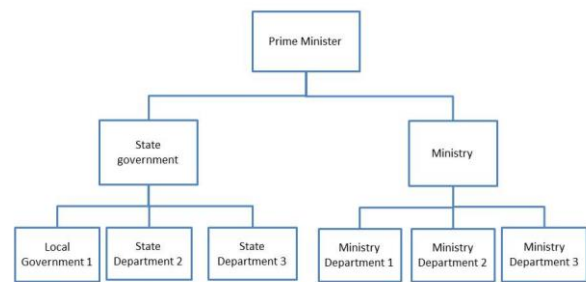 Prime Minister
State
government
Ministry
Local
Government 1
State
Department 2
State
Department 3
Ministry
Department 1
Ministry
Department 2
Ministry
Department 3